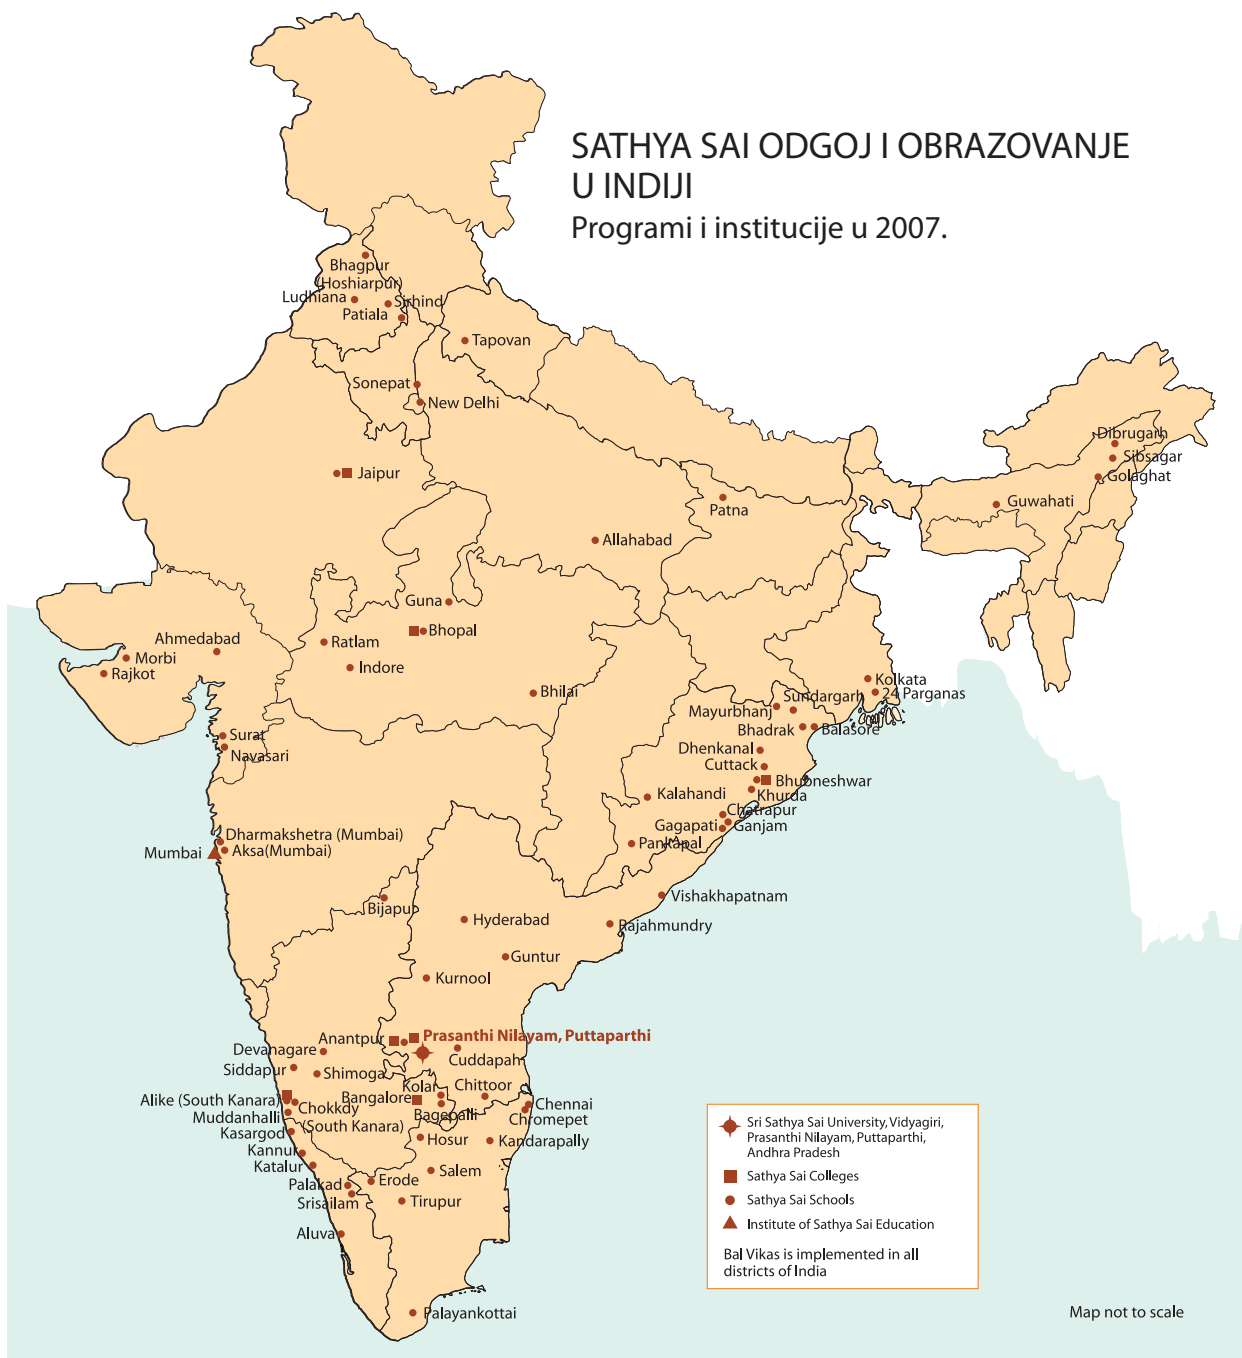 SATHYA SAI ODGOJ I OBRAZOVANJE
U INDIJI
Programi i institucije u 2007.
Bhagpur
(Hoshiarpur)
Ludhiana
Sirhind
Patiala
Tapovan
Sonepat
New Delhi
Dibrugarh
Sibsagar
Golaghat
Jaipur
Guwahati
Patna
Allahabad
Guna
Bhopal
Ahmedabad
Ratlam
Morbi
Indore
Rajkot
Kolkata
Bhilai
24 Parganas
Sundargarh
Mayurbhanj
Bhadrak
Balasore
Surat
Navasari
Dhenkanal
Cuttack
Bhubneshwar
Khurda
Kalahandi
Chatrapur
Gagapati
Ganjam
Dharmakshetra (Mumbai)
Mumbai
Aksa(Mumbai)
Pankapal
Vishakhapatnam
Bijapur
Hyderabad
Rajahmundry
Guntur
Kurnool
Anantpur
Prasanthi Nilayam, Puttaparthi
Devanagare
Cuddapah
Siddapur
Shimoga
Kolar
Chittoor
Alike (South Kanara)
Bangalore
Chokkdy
(South Kanara)
Bagepalli
Chennai
Chromepet
Muddanhalli
Kasargod
Hosur
Kandarapally
Kannur
Katalur
Salem
Palakad
Erode
Srisailam
Tirupur
Aluva
Palayankottai
Sri Sathya Sai University, Vidyagiri,
Prasanthi Nilayam, Puttaparthi,
Andhra Pradesh
Sathya Sai Colleges
Sathya Sai Schools
Institute of Sathya Sai Education
Bal Vikas is implemented in all
districts of India
Map not to scale